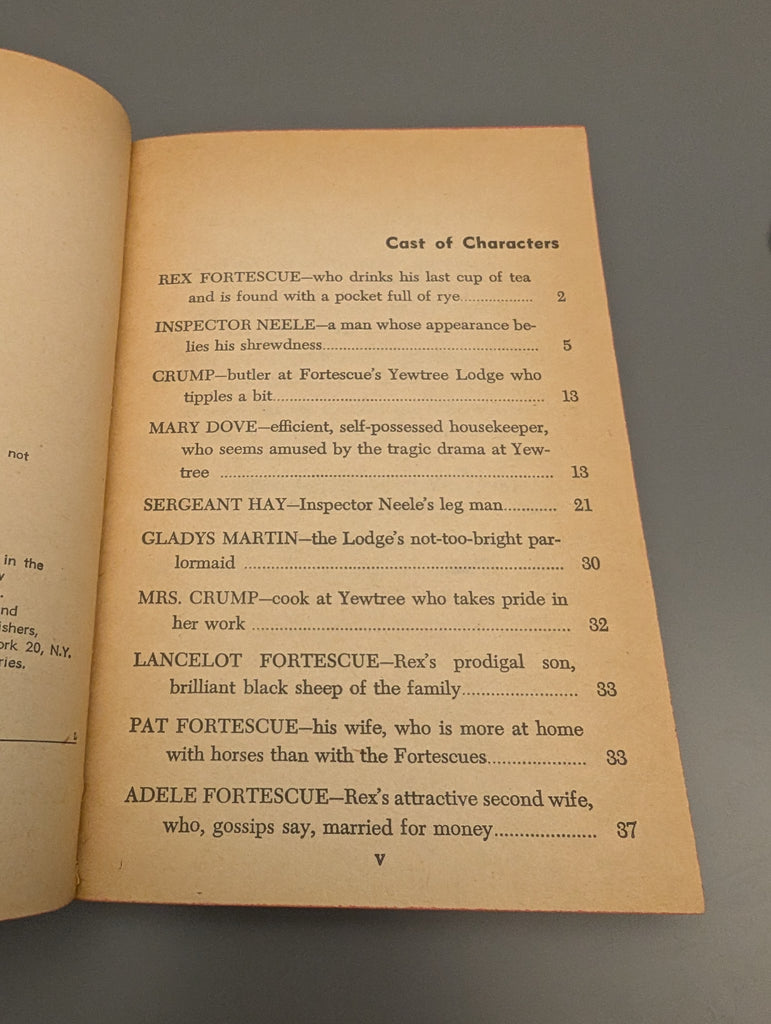 not
in the
y
nd
ishers,
ork 20, N.Y.
ries.
Cast of Characters
REX FORTESCUE—who drinks his last cup of tea
and is found with a pocket full of rye................. 2
INSPECTOR NEELE—a man whose appearance be-
lies his shrewdness.................................................... 5
CRUMP—butler at Fortescue's Yewtree Lodge who
tipples a bit................................................................ 13
MARY DOVE—efficient, self-possessed housekeeper,
who seems amused by the tragic drama at Yew-
tree ............................................................................ 13
SERGEANT HAY—Inspector Neele's leg man............ 21
GLADYS MARTIN—the Lodge's not-too-bright par-
lormaid ...................................................................... 30
MRS. CRUMP—cook at Yewtree who takes pride in
her work .................................................................... 32
LANCELOT FORTESCUE—Rex's prodigal son,
brilliant black sheep of the family........................ 33
PAT FORTESCUE—his wife, who is more at home
with horses than with the Fortescues.................... 33
ADELE FORTESCUE—Rex's attractive second wife,
who, gossips say, married for money..................... 37
v